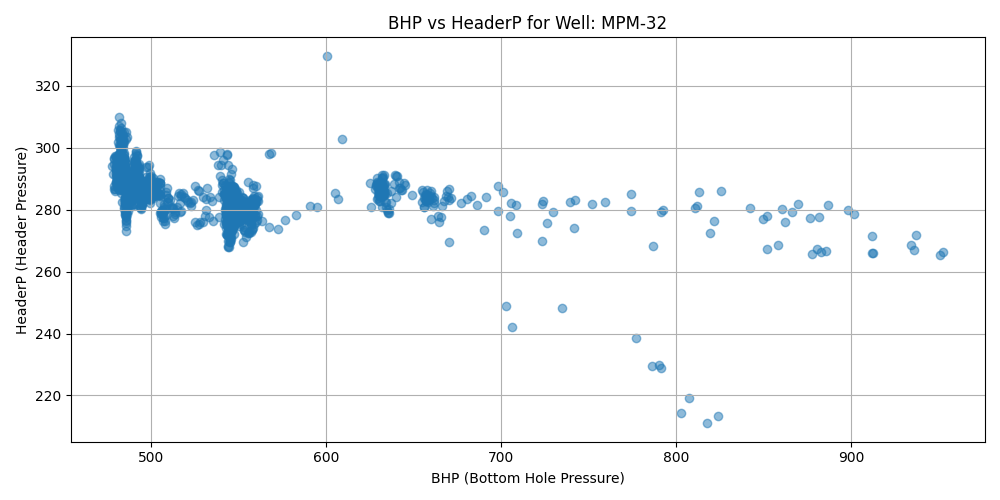 BHP vs HeaderP for Well: MPM-32
HeaderP (Header Pressure)
320
300
280
260
240
220
500 600 700 800 900
BHP (Bottom Hole Pressure)